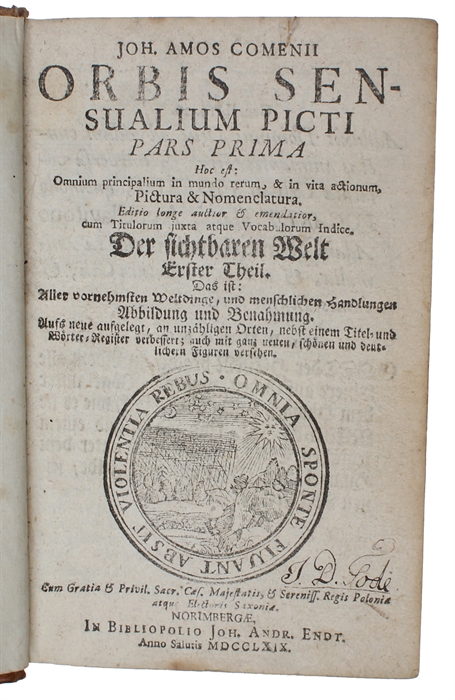 JOH. AMOS COMENII
ORBIS SEN-
SUALIUM PICTI
PARS PRIMA
Hoc est:
Omnium principalium in mundo rerum, & in vita actionum,
Pictura & Nomenclatura.
Editio longe auctior & emendatior,
cum Titulorum juxta atque Vocabulorum Indice.
Der sichtbaren Welt
Erster Theil.
Das ist:
Aller vornehmsten Weltdinge, und menschlichen Handlungen
Abbildung und Benahmung.
Aufs neue aufgelegt, an unzähligen Orten, nebst einem Titel- und
Wörter-Register verbessert; auch mit ganz neuen, schönen und deut-
lichern Figuren versehen.
OMNIA SPONTE FLUANT ABSIT VIOLENTIA REBUS
J. D. Gode
Cum Gratia & Privil. Sacr. Cæs. Majestatis, & Sereniss. Regis Poloniæ
atque Electoris Saxoniæ.
NORIMBERGÆ,
IN BIBLIOPOLIO JOH. ANDR. ENDT.
Anno Salutis MDCCLXIX.